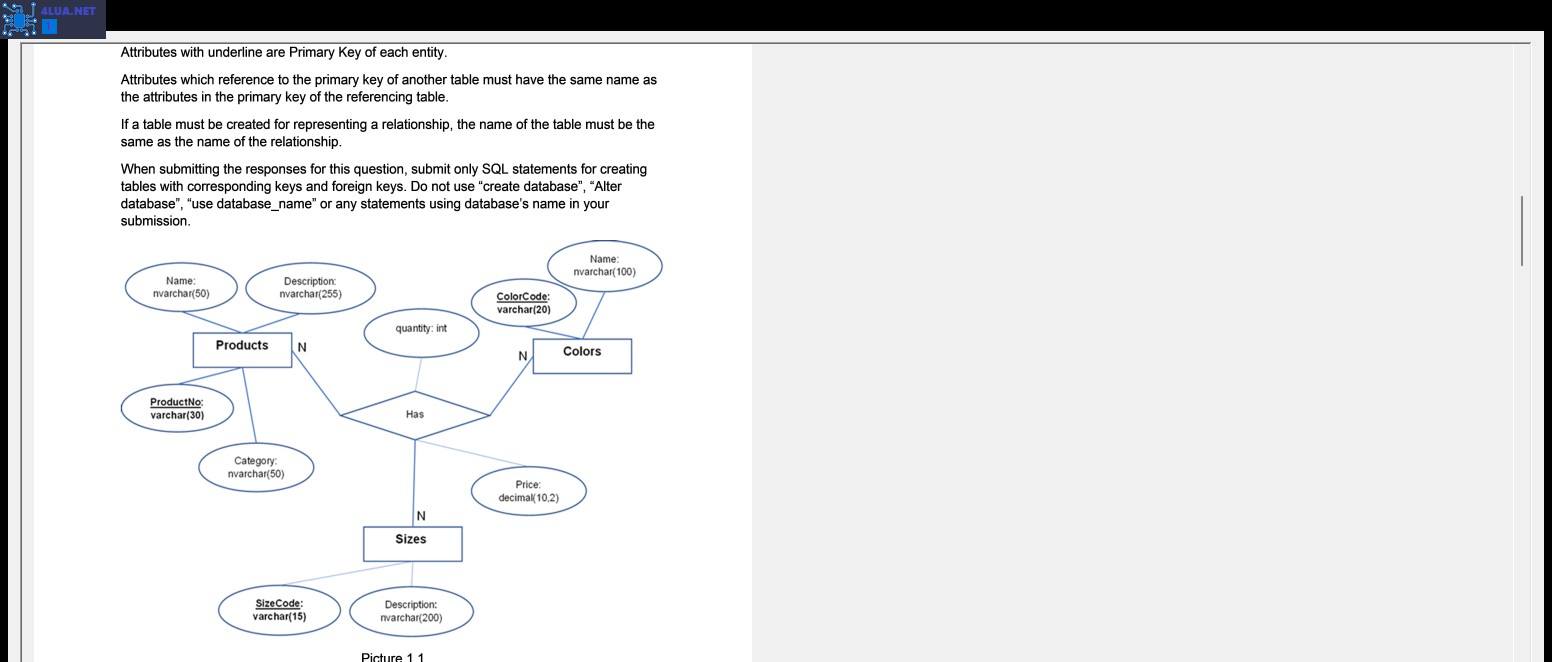 4LUA.NET
Attributes with underline are Primary Key of each entity.
Attributes which reference to the primary key of another table must have the same name as
the attributes in the primary key of the referencing table.
If a table must be created for representing a relationship, the name of the table must be the
same as the name of the relationship.
When submitting the responses for this question, submit only SQL statements for creating
tables with corresponding keys and foreign keys. Do not use “create database”, “Alter
database”, “use database_name” or any statements using database’s name in your
submission.
Name:
nvarchar(100)
Name:
nvarchar(50)
Description:
nvarchar(255)
ColorCode:
varchar(20)
quantity: int
Products
N
N
Colors
ProductNo:
varchar(30)
Has
Category:
nvarchar(50)
Price:
decimal(10,2)
N
Sizes
SizeCode:
varchar(15)
Description:
nvarchar(200)
Picture 1.1